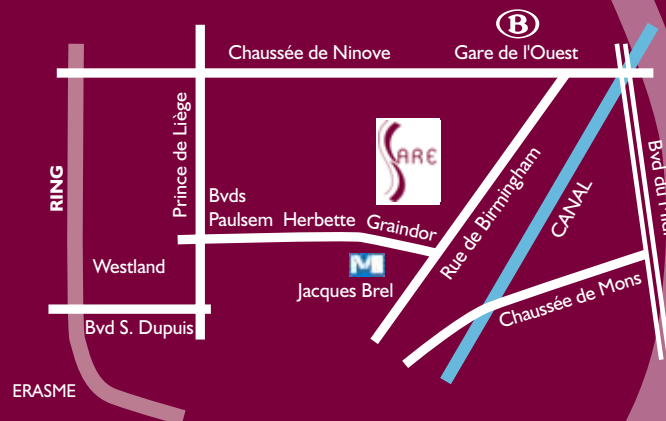 B
Chaussée de Ninove
Gare de l'Ouest
Prince de Liège
RING
SARE
Bvds
Paulsem Herbette Graindor
Rue de Birmingham
CANAL
Bvd du
Westland
M
Jacques Brel
Chaussée de Mons
Bvd S. Dupuis
ERASME